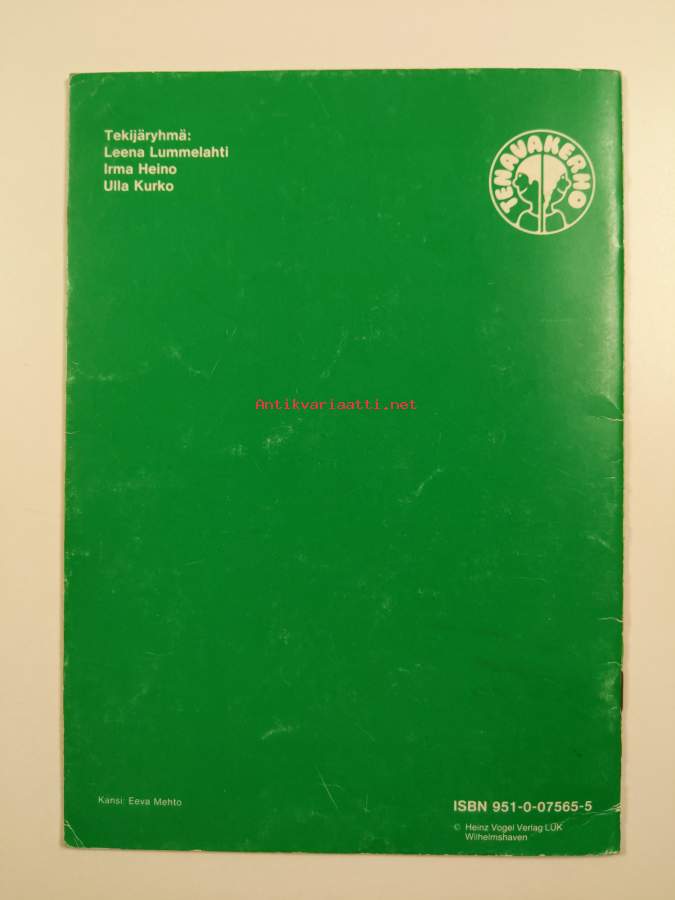 Tekijäryhmä:
Leena Lummelahti
Irma Heino
Ulla Kurko
TENAVAKERHO
Antikvariaatti.net
Kansi: Eeva Mehto
ISBN 951-0-07565-5
© Heinz Vogel Verlag LÜK
Wilhelmshaven